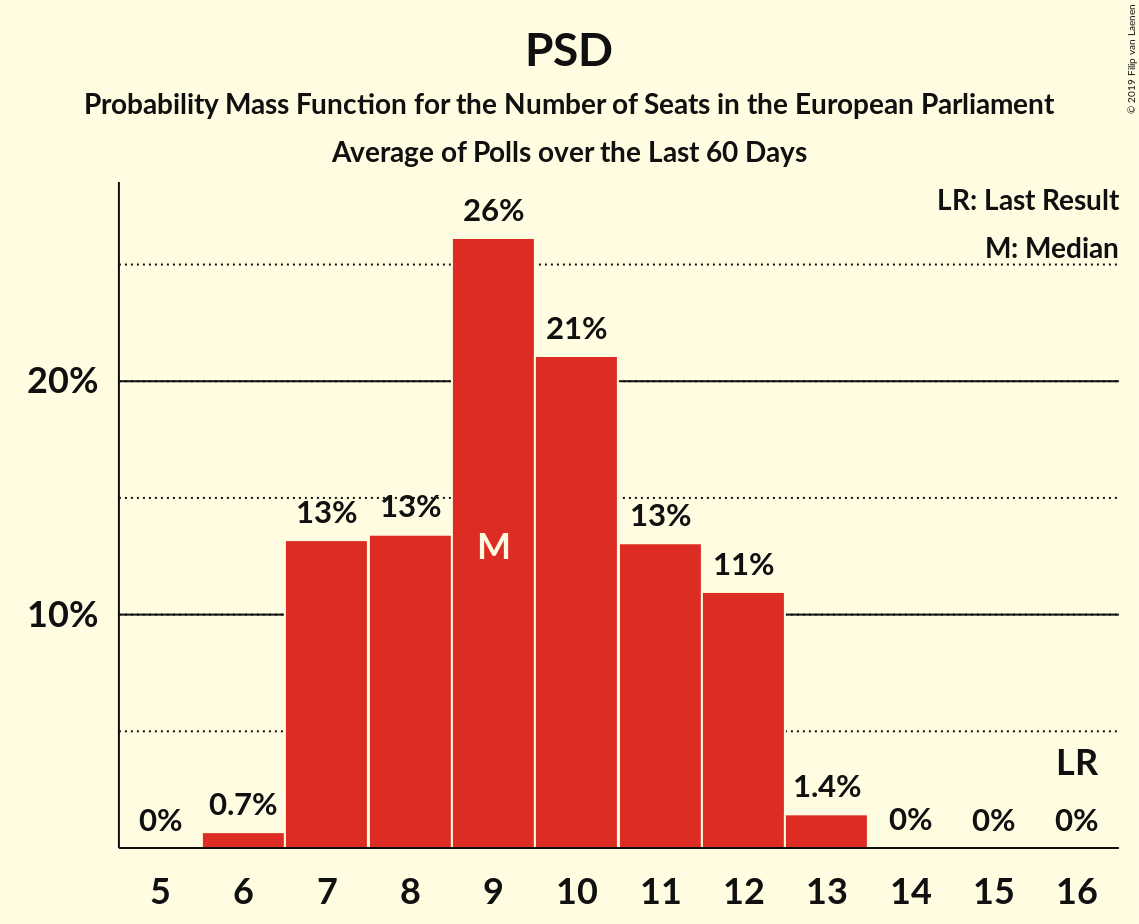 PSD
Probability Mass Function for the Number of Seats in the European Parliament
Average of Polls over the Last 60 Days
© 2019 Filip van Laenen
LR: Last Result
M: Median
26%
21%
20%
13%
13%
13%
M
11%
10%
LR
1.4%
0.7%
0%
0%
0%
0%
5 6 7 8 9 10 11 12 13 14 15 16